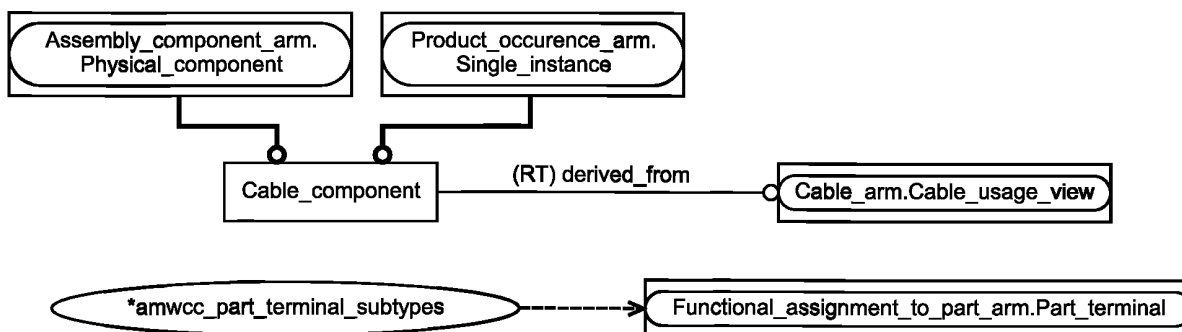 Assembly_component_arm.
Physical_component
Product_occurence_arm.
Single_instance
Cable_component
(RT) derived_from
Cable_arm.Cable_usage_view
*amwcc_part_terminal_subtypes
Functional_assignment_to_part_arm.Part_terminal